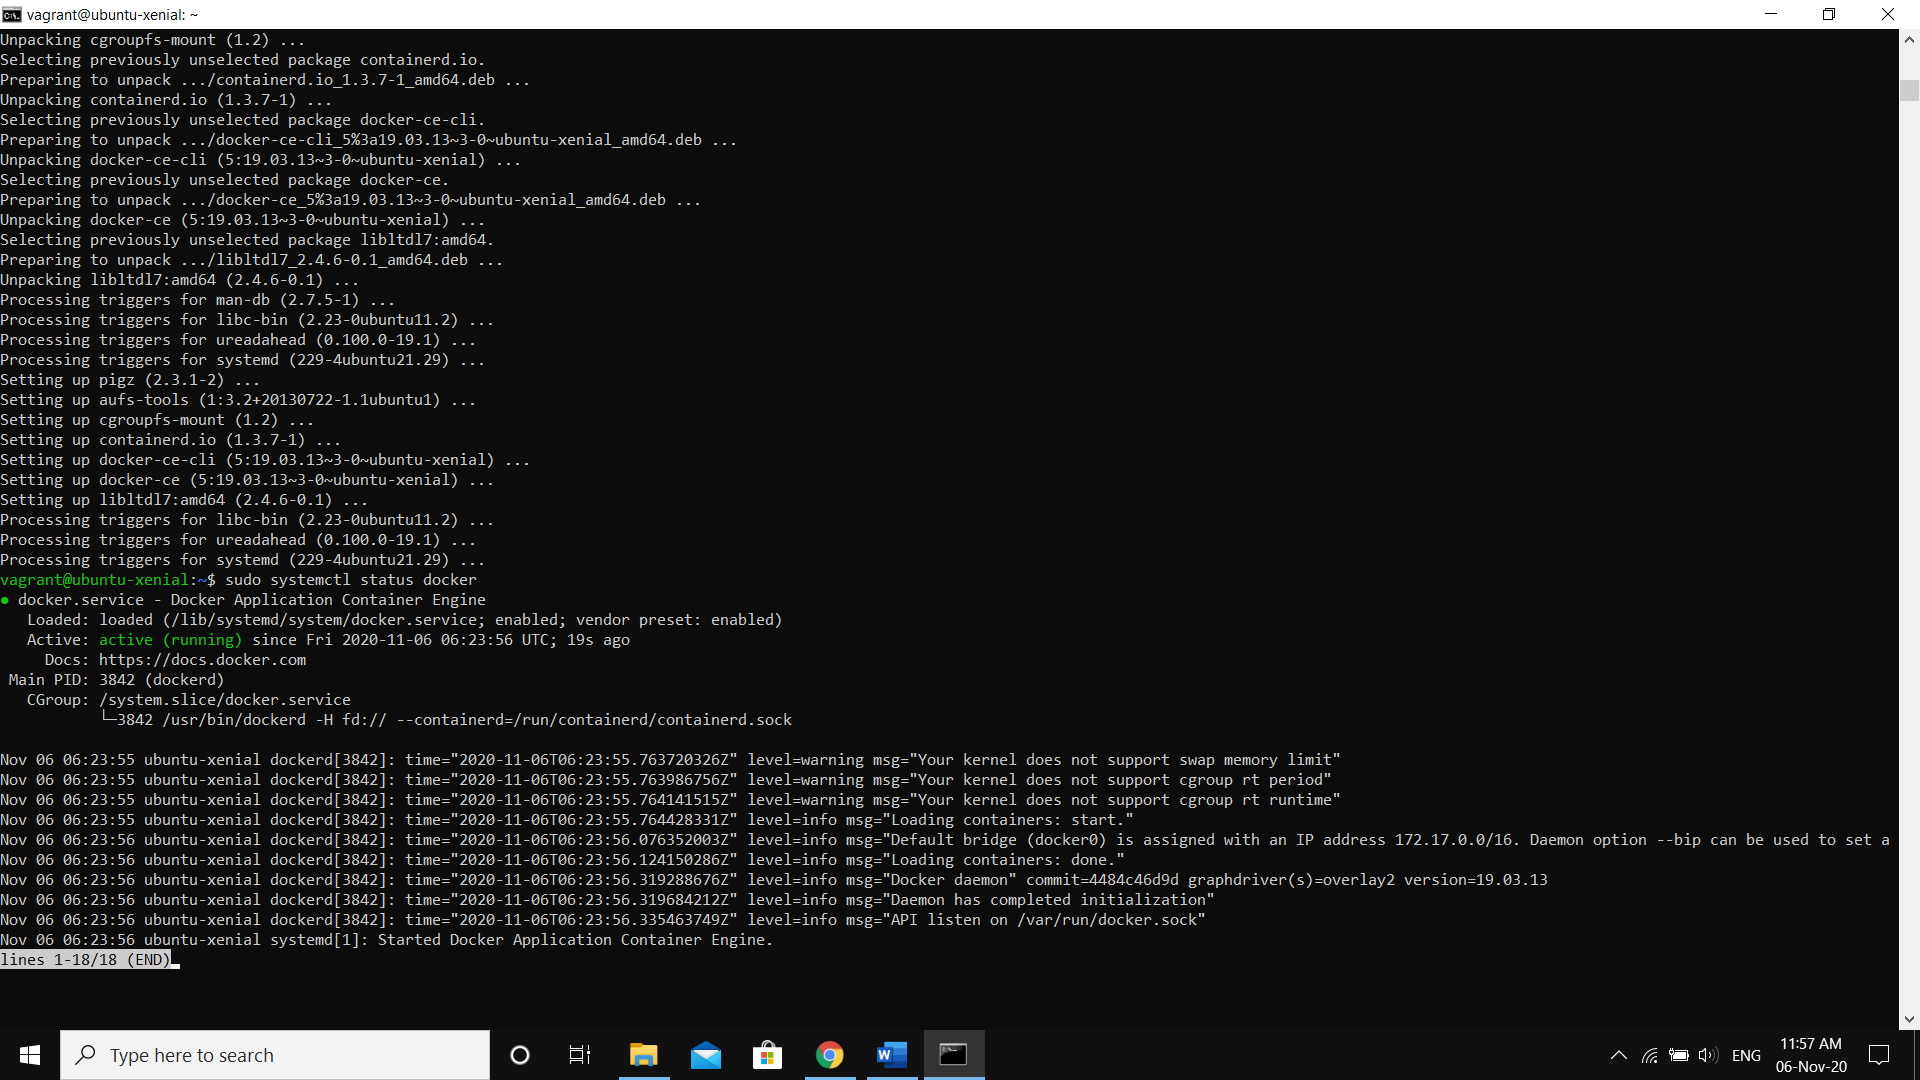 vagrant@ubuntu-xenial: ~
Unpacking cgroupfs-mount (1.2) ...
Selecting previously unselected package containerd.io.
Preparing to unpack .../containerd.io_1.3.7-1_amd64.deb ...
Unpacking containerd.io (1.3.7-1) ...
Selecting previously unselected package docker-ce-cli.
Preparing to unpack .../docker-ce-cli_5%3a19.03.13~3-0~ubuntu-xenial_amd64.deb ...
Unpacking docker-ce-cli (5:19.03.13~3-0~ubuntu-xenial) ...
Selecting previously unselected package docker-ce.
Preparing to unpack .../docker-ce_5%3a19.03.13~3-0~ubuntu-xenial_amd64.deb ...
Unpacking docker-ce (5:19.03.13~3-0~ubuntu-xenial) ...
Selecting previously unselected package libltdl7:amd64.
Preparing to unpack .../libltdl7_2.4.6-0.1_amd64.deb ...
Unpacking libltdl7:amd64 (2.4.6-0.1) ...
Processing triggers for man-db (2.7.5-1) ...
Processing triggers for libc-bin (2.23-0ubuntu11.2) ...
Processing triggers for ureadahead (0.100.0-19.1) ...
Processing triggers for systemd (229-4ubuntu21.29) ...
Setting up pigz (2.3.1-2) ...
Setting up aufs-tools (1:3.2+20130722-1.1ubuntu1) ...
Setting up cgroupfs-mount (1.2) ...
Setting up containerd.io (1.3.7-1) ...
Setting up docker-ce-cli (5:19.03.13~3-0~ubuntu-xenial) ...
Setting up docker-ce (5:19.03.13~3-0~ubuntu-xenial) ...
Setting up libltdl7:amd64 (2.4.6-0.1) ...
Processing triggers for libc-bin (2.23-0ubuntu11.2) ...
Processing triggers for ureadahead (0.100.0-19.1) ...
Processing triggers for systemd (229-4ubuntu21.29) ...
vagrant@ubuntu-xenial:~$ sudo systemctl status docker
● docker.service - Docker Application Container Engine
Loaded: loaded (/lib/systemd/system/docker.service; enabled; vendor preset: enabled)
Active: active (running) since Fri 2020-11-06 06:23:56 UTC; 19s ago
Docs: https://docs.docker.com
Main PID: 3842 (dockerd)
CGroup: /system.slice/docker.service
└─3842 /usr/bin/dockerd -H fd:// --containerd=/run/containerd/containerd.sock
Nov 06 06:23:55 ubuntu-xenial dockerd[3842]: time="2020-11-06T06:23:55.763720326Z" level=warning msg="Your kernel does not support swap memory limit"
Nov 06 06:23:55 ubuntu-xenial dockerd[3842]: time="2020-11-06T06:23:55.763986756Z" level=warning msg="Your kernel does not support cgroup rt period"
Nov 06 06:23:55 ubuntu-xenial dockerd[3842]: time="2020-11-06T06:23:55.764141515Z" level=warning msg="Your kernel does not support cgroup rt runtime"
Nov 06 06:23:55 ubuntu-xenial dockerd[3842]: time="2020-11-06T06:23:55.764428331Z" level=info msg="Loading containers: start."
Nov 06 06:23:56 ubuntu-xenial dockerd[3842]: time="2020-11-06T06:23:56.076352003Z" level=info msg="Default bridge (docker0) is assigned with an IP address 172.17.0.0/16. Daemon option --bip can be used to set a
Nov 06 06:23:56 ubuntu-xenial dockerd[3842]: time="2020-11-06T06:23:56.124150286Z" level=info msg="Loading containers: done."
Nov 06 06:23:56 ubuntu-xenial dockerd[3842]: time="2020-11-06T06:23:56.319288676Z" level=info msg="Docker daemon" commit=4484c46d9d graphdriver(s)=overlay2 version=19.03.13
Nov 06 06:23:56 ubuntu-xenial dockerd[3842]: time="2020-11-06T06:23:56.319684212Z" level=info msg="Daemon has completed initialization"
Nov 06 06:23:56 ubuntu-xenial dockerd[3842]: time="2020-11-06T06:23:56.335463749Z" level=info msg="API listen on /var/run/docker.sock"
Nov 06 06:23:56 ubuntu-xenial systemd[1]: Started Docker Application Container Engine.
lines 1-18/18 (END)
Type here to search
ENG
11:57 AM
06-Nov-20